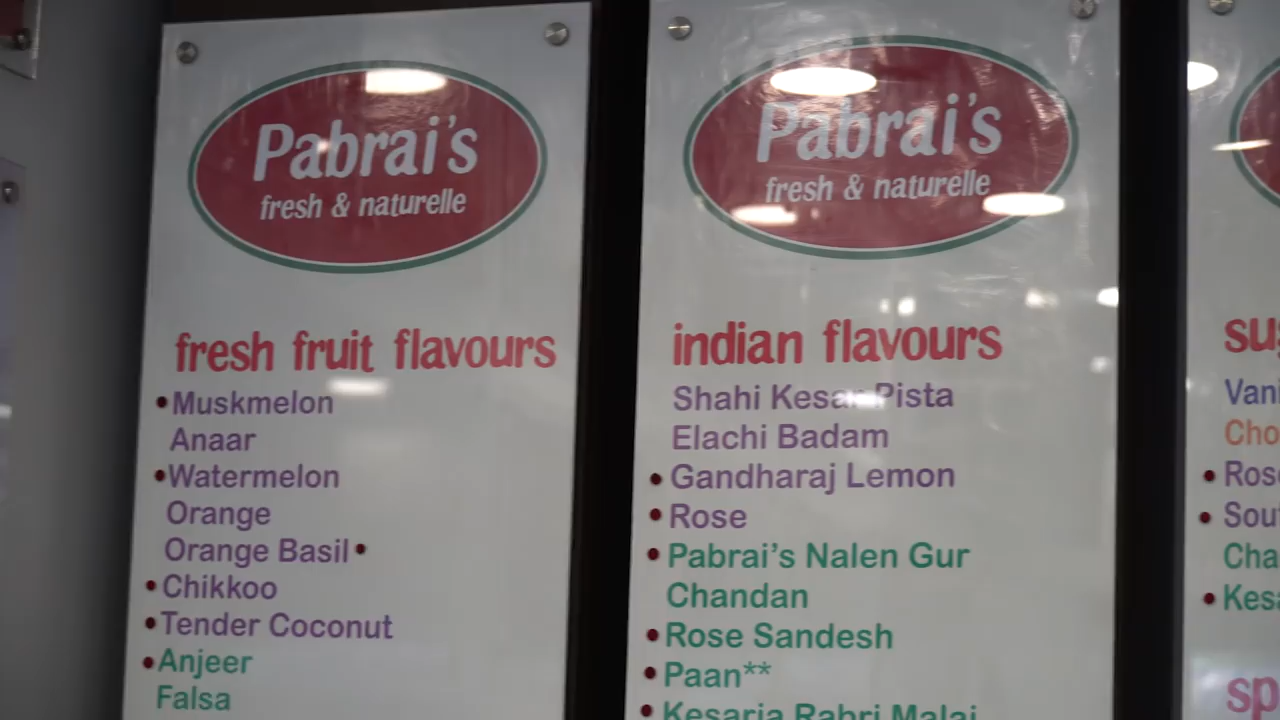 Pabrai's
fresh & naturelle
fresh fruit flavours
• Muskmelon
Anaar
• Watermelon
Orange
Orange Basil •
• Chikkoo
• Tender Coconut
• Anjeer
Falsa
Pabrai's
fresh & naturelle
indian flavours
Shahi Kesar Pista
Elachi Badam
• Gandharaj Lemon
• Rose
• Pabrai's Nalen Gur
Chandan
• Rose Sandesh
• Paan**
• Kesaria Rabri Malai